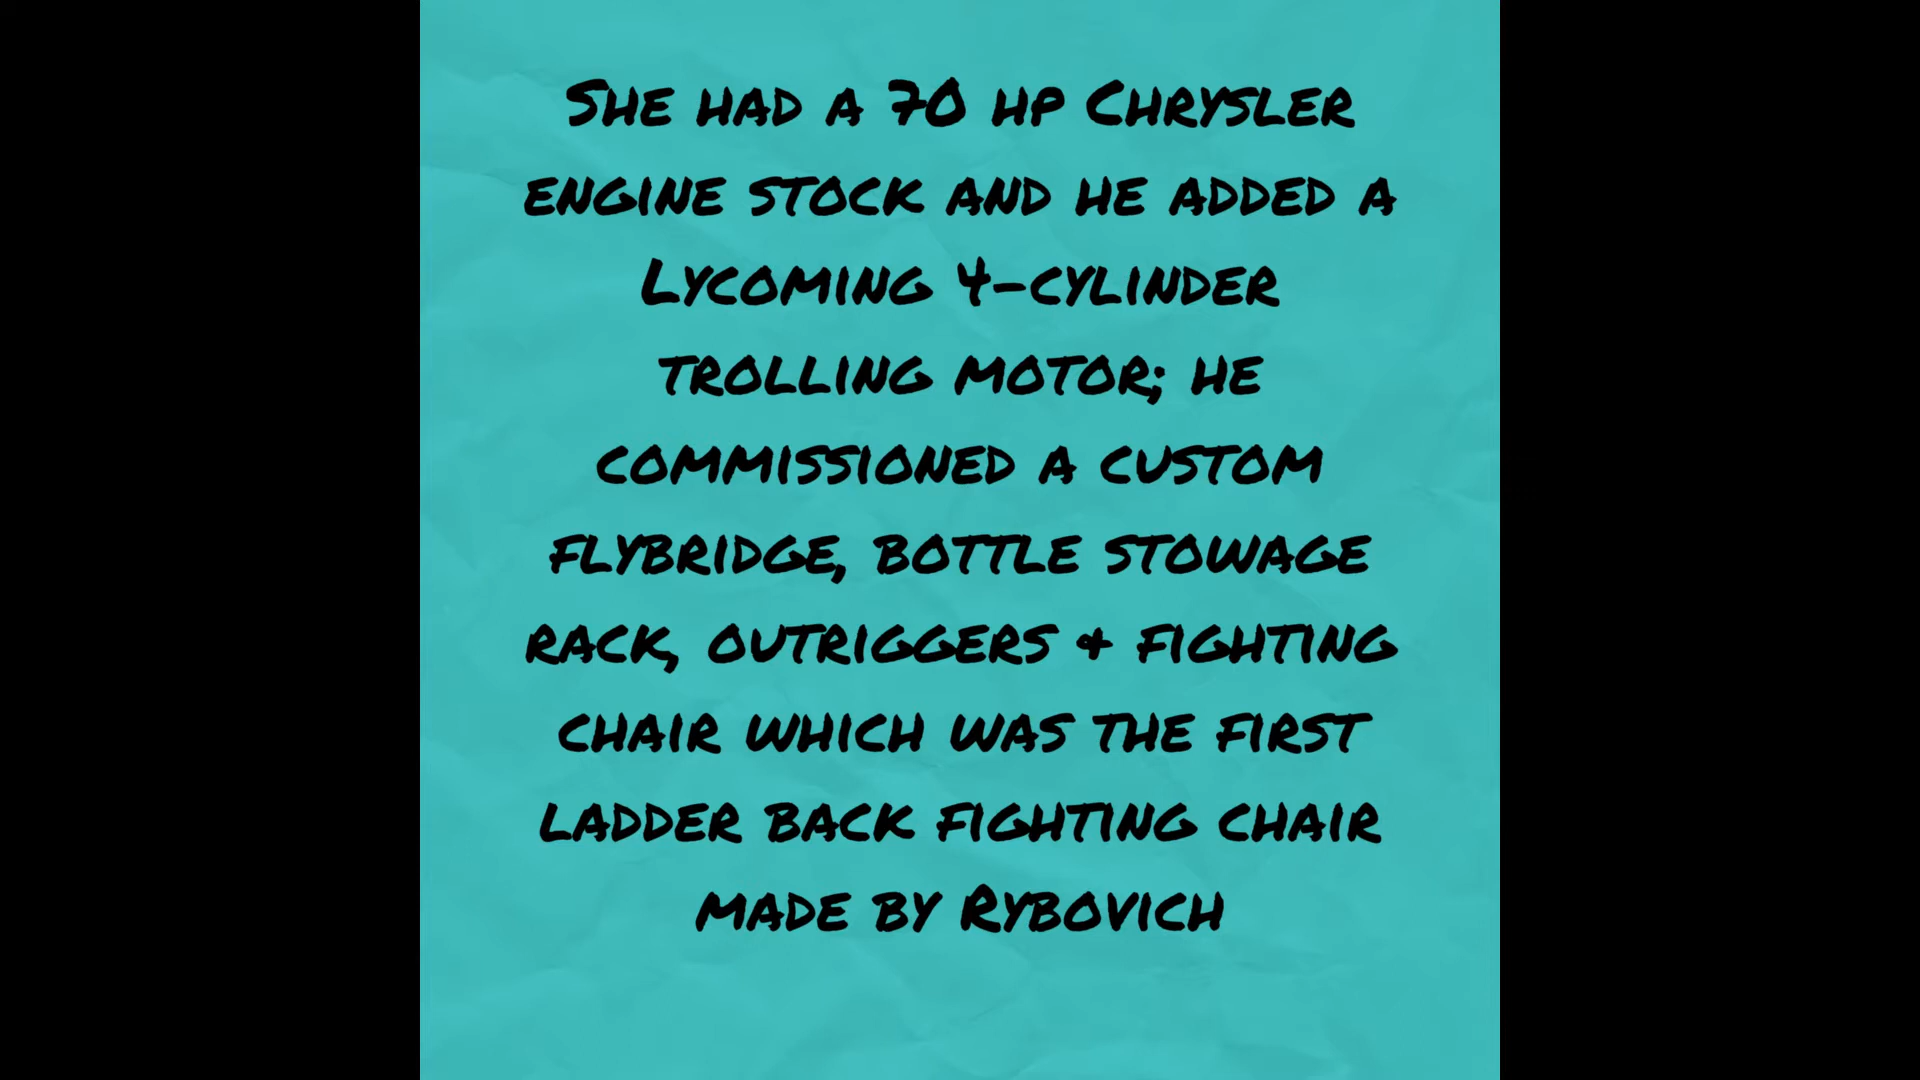 She had a 70 hp Chrysler
engine stock and he added a
Lycoming 4-cylinder
trolling motor; he
commissioned a custom
flybridge, bottle stowage
rack, outriggers & fighting
chair which was the first
ladder back fighting chair
made by Rybovich